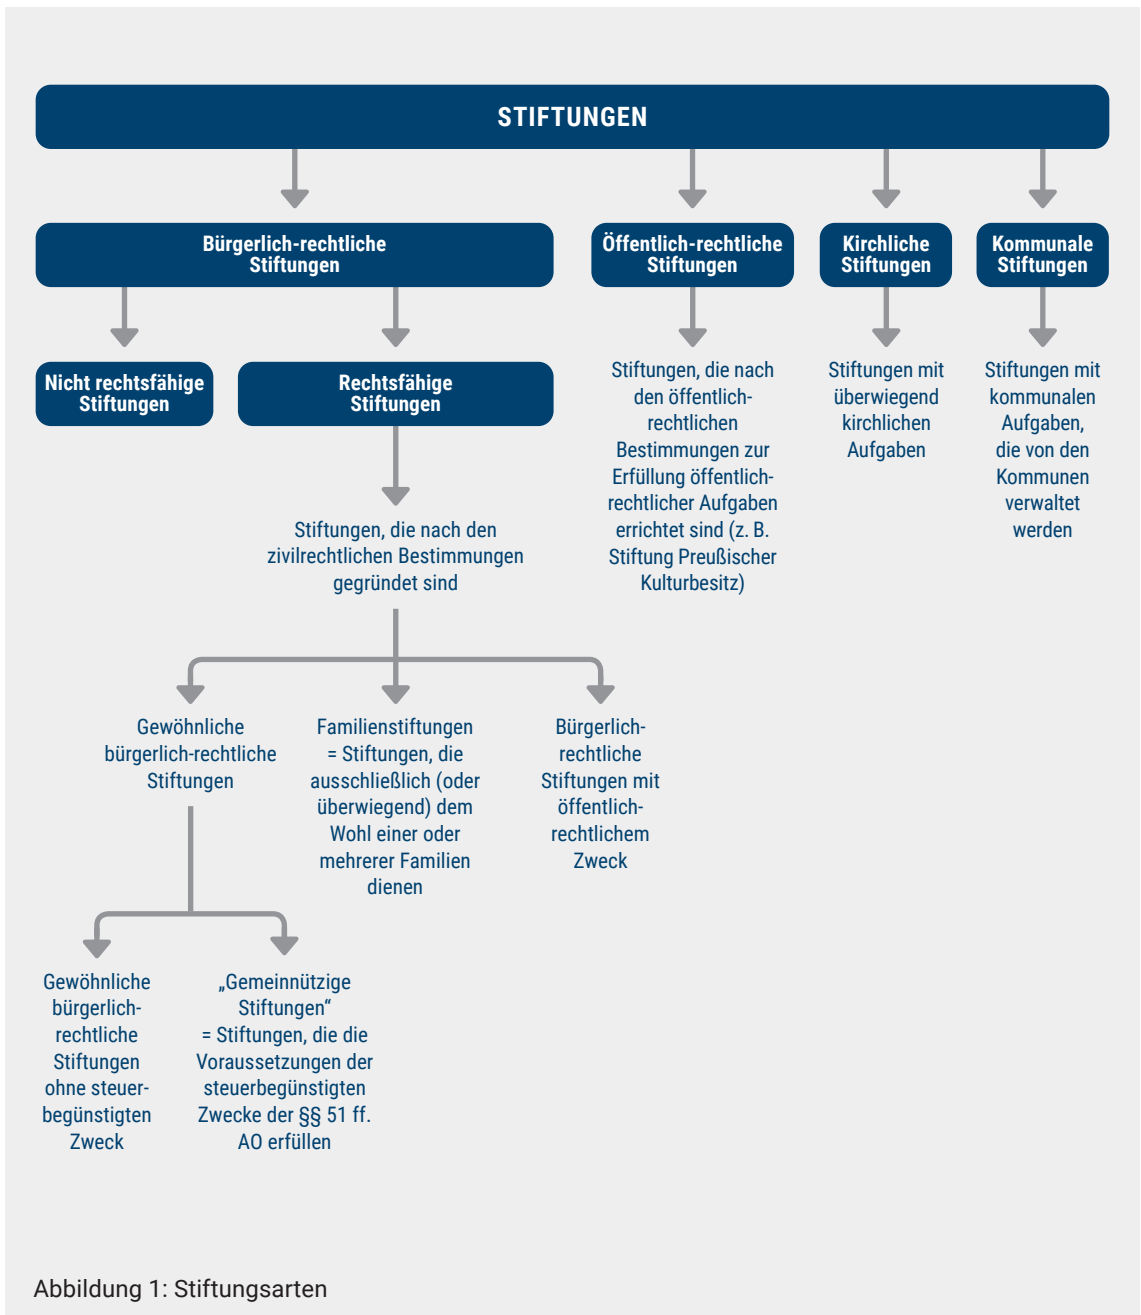 STIFTUNGEN
Bürgerlich-rechtliche
Stiftungen
Öffentlich-rechtliche
Stiftungen
Kirchliche
Stiftungen
Kommunale
Stiftungen
Nicht rechtsfähige
Stiftungen
Rechtsfähige
Stiftungen
Stiftungen, die nach
den öffentlich-
rechtlichen
Bestimmungen zur
Erfüllung öffentlich-
rechtlicher Aufgaben
errichtet sind (z. B.
Stiftung Preußischer
Kulturbesitz)
Stiftungen mit
überwiegend
kirchlichen
Aufgaben
Stiftungen mit
kommunalen
Aufgaben,
die von den
Kommunen
verwaltet
werden
Stiftungen, die nach den
zivilrechtlichen Bestimmungen
gegründet sind
Gewöhnliche
bürgerlich-rechtliche
Stiftungen
Familienstiftungen
= Stiftungen, die
ausschließlich (oder
überwiegend) dem
Wohl einer oder
mehrerer Familien
dienen
Bürgerlich-
rechtliche
Stiftungen mit
öffentlich-
rechtlichem
Zweck
Gewöhnliche
bürgerlich-
rechtliche
Stiftungen
ohne steuer-
begünstigten
Zweck
„Gemeinnützige
Stiftungen“
= Stiftungen, die die
Voraussetzungen der
steuerbegünstigten
Zwecke der §§ 51 ff.
AO erfüllen
Abbildung 1: Stiftungsarten